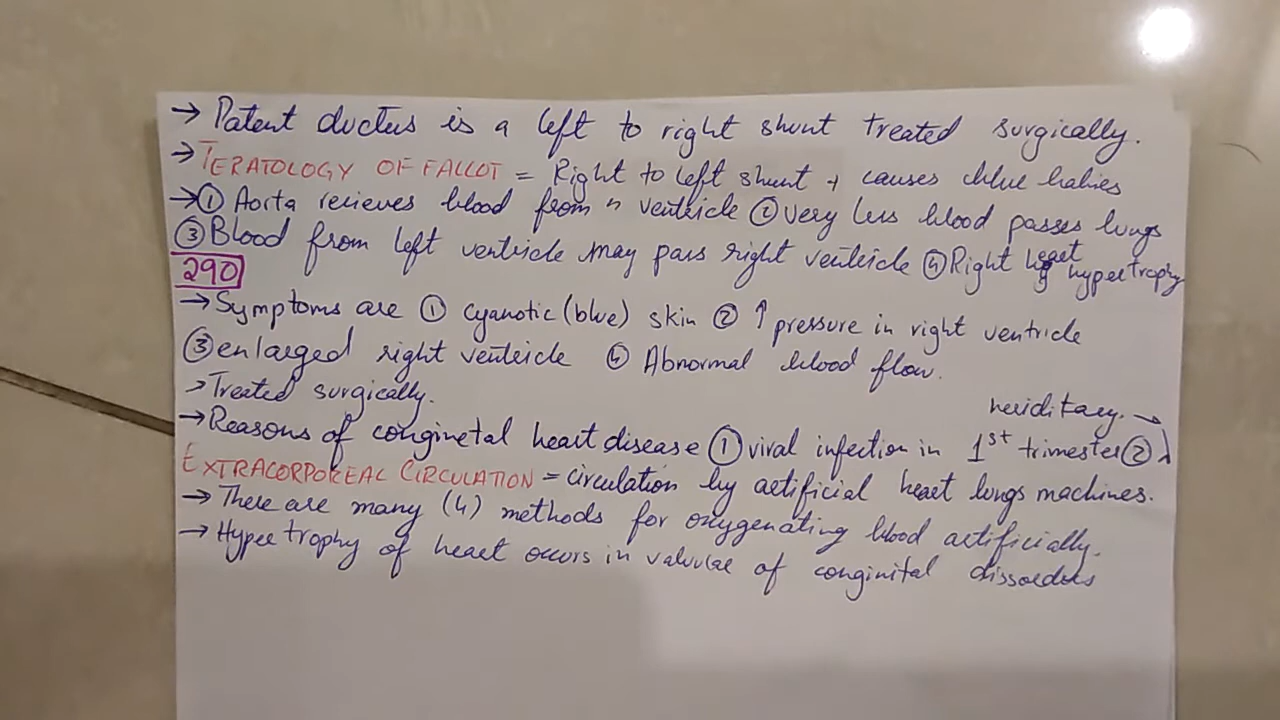 → Patent ductus is a left to right shunt treated surgically.
→ TERATOLOGY OF FALLOT = Right to left shunt + causes blue babies
→ ① Aorta recieves blood from " ventricle ② very less blood passes lungs
③ Blood from left ventricle may pass right ventricle ④ Right heart hypertrophy
290
→ Symptoms are ① cyanotic (blue) skin ② ↑ pressure in right ventricle
③ enlarged right ventricle ④ Abnormal blood flow.
→ Treated surgically.
hereditary. →
→ Reasons of conginetal heart disease ① viral infection in 1st trimester ②
EXTRACORPOREAL CIRCULATION = circulation by artificial heart lungs machines.
→ There are many (4) methods for oxygenating blood artificially.
→ Hypertrophy of heart occurs in valvular of conginital dissorders